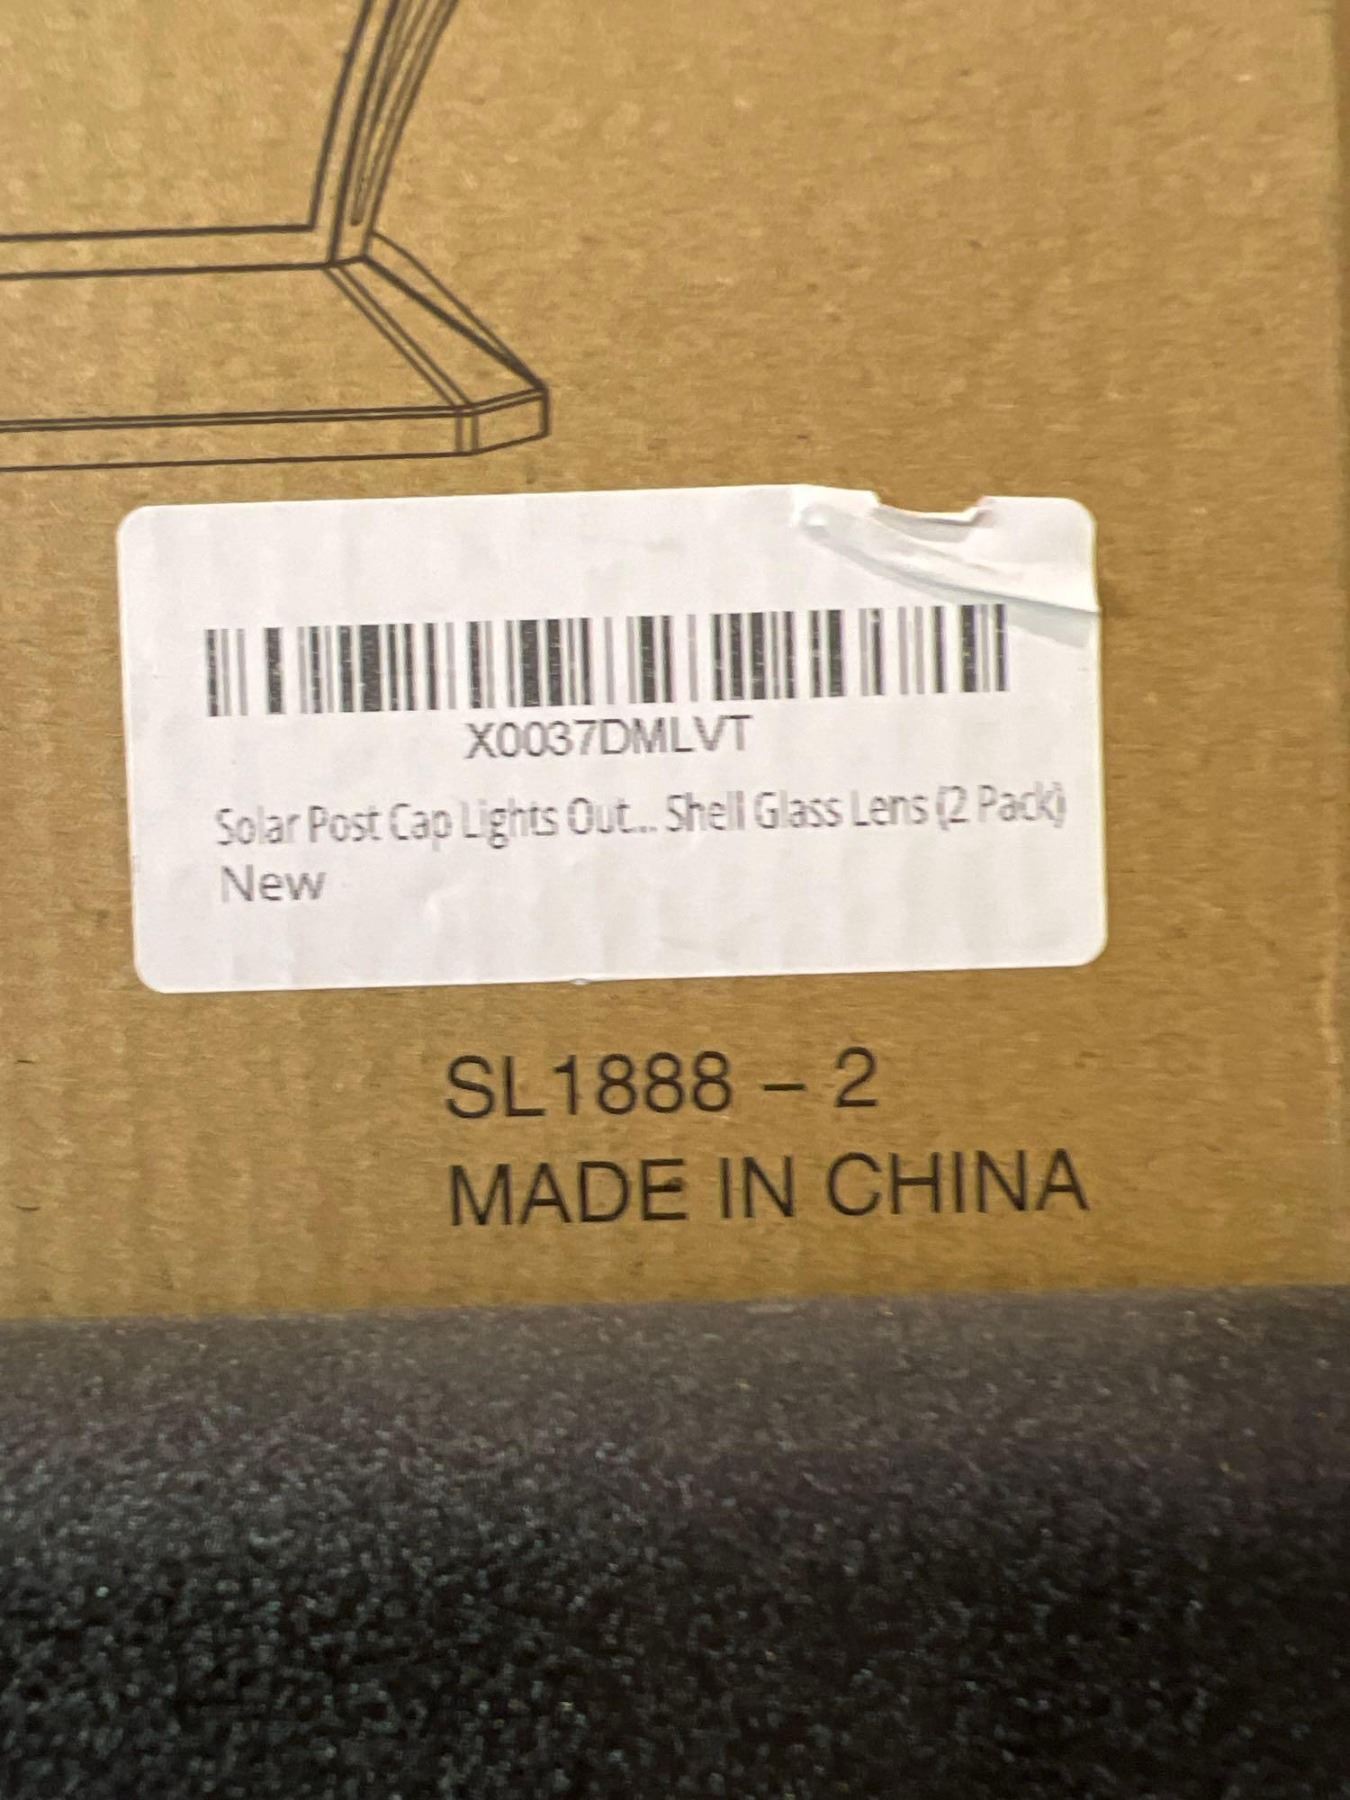 X0037DMLVT
Solar Post Cap Lights Out... Shell Glass Lens (2 Pack)
New
SL1888 – 2
MADE IN CHINA